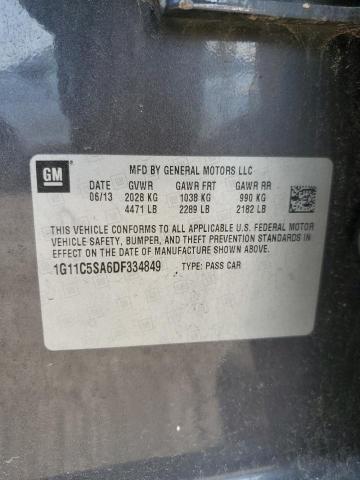 GM
MFD BY GENERAL MOTORS LLC
DATE GVWR GAWR FRT GAWR RR
06/13 2028 KG 1038 KG 990 KG
4471 LB 2289 LB 2182 LB
THIS VEHICLE CONFORMS TO ALL APPLICABLE U.S. FEDERAL MOTOR
VEHICLE SAFETY, BUMPER, AND THEFT PREVENTION STANDARDS IN
EFFECT ON THE DATE OF MANUFACTURE SHOWN ABOVE.
1G11C5SA6DF334849 TYPE: PASS CAR